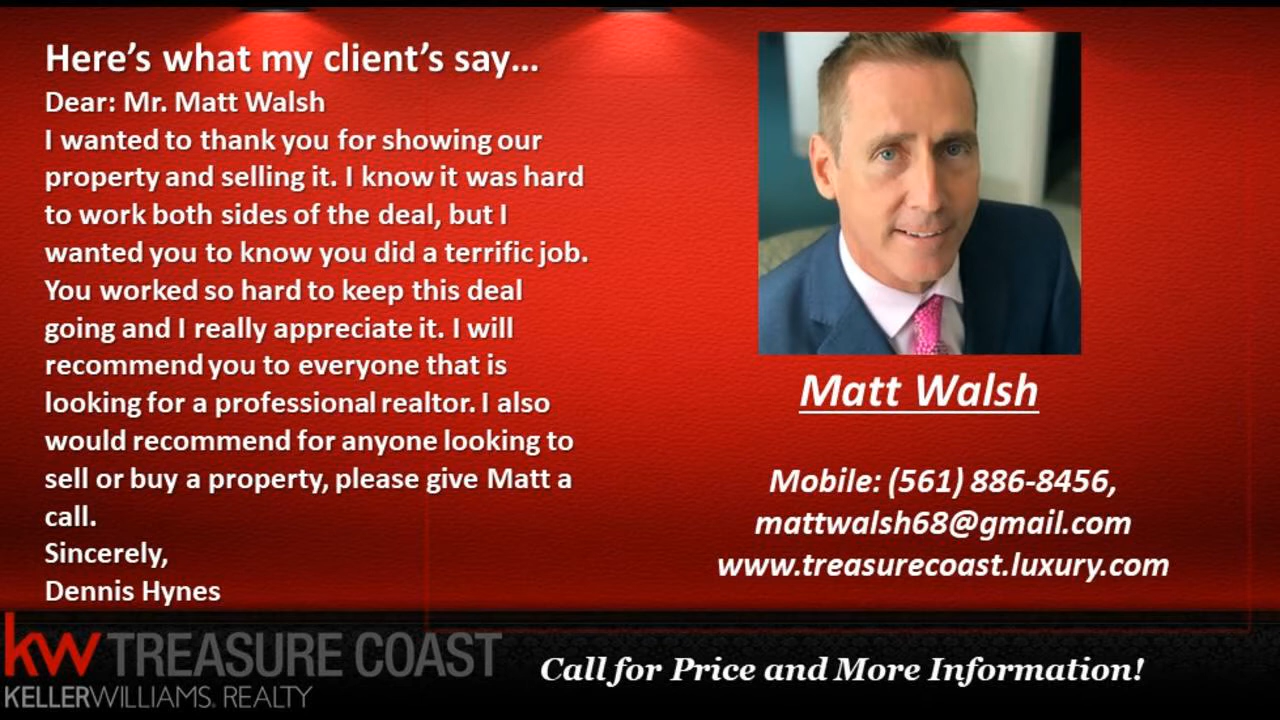 Here's what my client's say...
Dear: Mr. Matt Walsh
I wanted to thank you for showing our
property and selling it. I know it was hard
to work both sides of the deal, but I
wanted you to know you did a terrific job.
You worked so hard to keep this deal
going and I really appreciate it. I will
recommend you to everyone that is
looking for a professional realtor. I also
would recommend for anyone looking to
sell or buy a property, please give Matt a
call.
Sincerely,
Dennis Hynes
Matt Walsh
Mobile: (561) 886-8456,
mattwalsh68@gmail.com
www.treasurecoast.luxury.com
kw TREASURE COAST
KELLERWILLIAMS. REALTY
Call for Price and More Information!